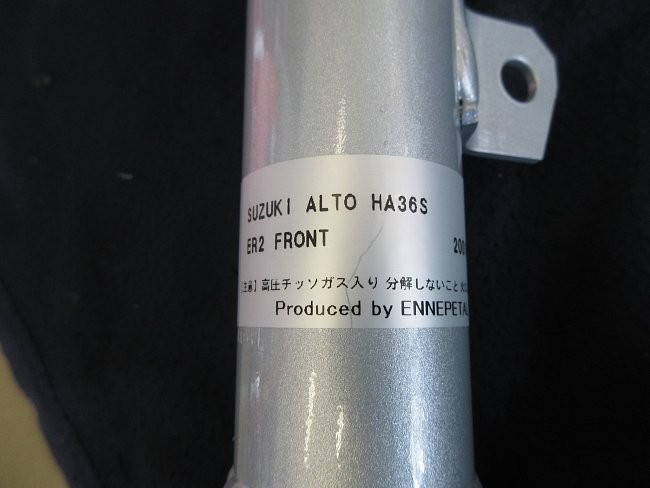 SUZUKI ALTO HA36S
ER2 FRONT 200
【注意】高圧チッソガス入り 分解しないこと
Produced by ENNEPETAL